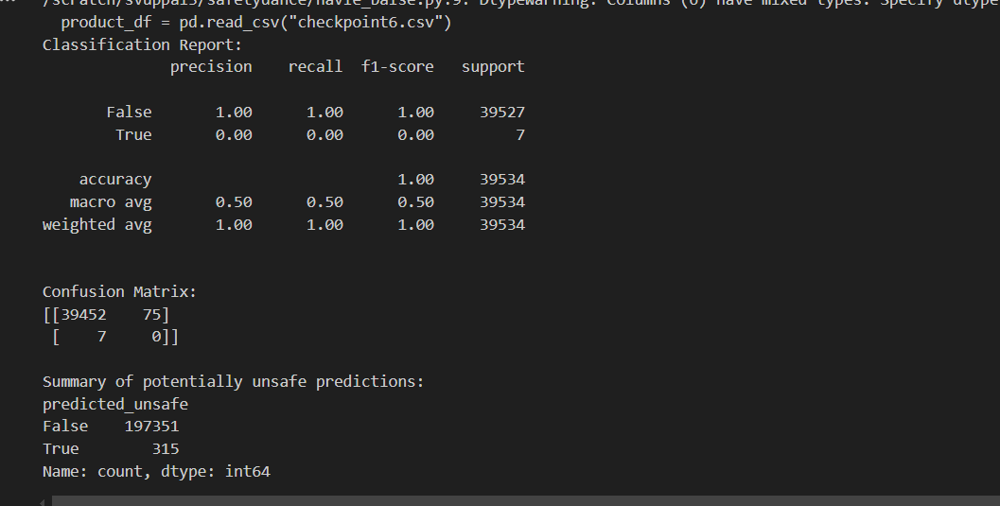 /scratch/svuppal5/safetydance/navie_baise.py:9: DtypeWarning: Columns (6) have mixed types. Specify dtype
  product_df = pd.read_csv("checkpoint6.csv")
Classification Report:
              precision    recall  f1-score   support

       False       1.00      1.00      1.00     39527
        True       0.00      0.00      0.00         7

    accuracy                           1.00     39534
   macro avg       0.50      0.50      0.50     39534
weighted avg       1.00      1.00      1.00     39534


Confusion Matrix:
[[39452    75]
 [    7     0]]

Summary of potentially unsafe predictions:
predicted_unsafe
False    197351
True        315
Name: count, dtype: int64